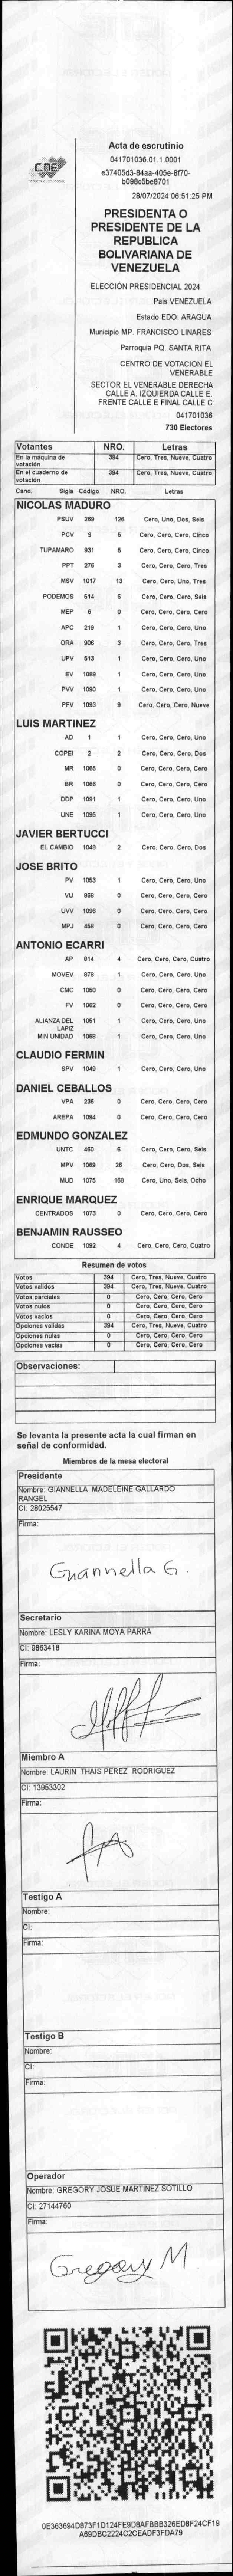 CNE
Acta de escrutinio
041701036.01.1.0001
e37405d3-84aa-405e-8f70-
b098c5be8701
28/07/2024 06:51:25 PM
PRESIDENTA O
PRESIDENTE DE LA
REPUBLICA
BOLIVARIANA DE
VENEZUELA
ELECCIÓN PRESIDENCIAL 2024
Pais VENEZUELA
Estado EDO. ARAGUA
Municipio MP. FRANCISCO LINARES
Parroquia PQ. SANTA RITA
CENTRO DE VOTACION EL
VENERABLE
SECTOR EL VENERABLE DERECHA
CALLE A. IZQUIERDA CALLE E.
FRENTE CALLE E FINAL CALLE C
041701036
730 Electores
Votantes NRO. Letras
En la máquina de votación 394 Cero, Tres, Nueve, Cuatro
En el cuaderno de votación 394 Cero, Tres, Nueve, Cuatro
Cand. Sigla Código NRO. Letras
NICOLAS MADURO
PSUV 269 126 Cero, Uno, Dos, Seis
PCV 9 5 Cero, Cero, Cero, Cinco
TUPAMARO 931 5 Cero, Cero, Cero, Cinco
PPT 276 3 Cero, Cero, Cero, Tres
MSV 1017 13 Cero, Cero, Uno, Tres
PODEMOS 514 6 Cero, Cero, Cero, Seis
MEP 6 0 Cero, Cero, Cero, Cero
APC 219 1 Cero, Cero, Cero, Uno
ORA 906 3 Cero, Cero, Cero, Tres
UPV 513 1 Cero, Cero, Cero, Uno
EV 1089 1 Cero, Cero, Cero, Uno
PVV 1090 1 Cero, Cero, Cero, Uno
PFV 1093 9 Cero, Cero, Cero, Nueve
LUIS MARTINEZ
AD 1 1 Cero, Cero, Cero, Uno
COPEI 2 2 Cero, Cero, Cero, Dos
MR 1065 0 Cero, Cero, Cero, Cero
BR 1066 0 Cero, Cero, Cero, Cero
DDP 1091 1 Cero, Cero, Cero, Uno
UNE 1095 1 Cero, Cero, Cero, Uno
JAVIER BERTUCCI
EL CAMBIO 1048 2 Cero, Cero, Cero, Dos
JOSE BRITO
PV 1053 1 Cero, Cero, Cero, Uno
VU 868 0 Cero, Cero, Cero, Cero
UVV 1096 0 Cero, Cero, Cero, Cero
MPJ 458 0 Cero, Cero, Cero, Cero
ANTONIO ECARRI
AP 814 4 Cero, Cero, Cero, Cuatro
MOVEV 878 1 Cero, Cero, Cero, Uno
CMC 1050 0 Cero, Cero, Cero, Cero
FV 1062 0 Cero, Cero, Cero, Cero
ALIANZA DEL LAPIZ 1051 1 Cero, Cero, Cero, Uno
MIN UNIDAD 1068 1 Cero, Cero, Cero, Uno
CLAUDIO FERMIN
SPV 1049 1 Cero, Cero, Cero, Uno
DANIEL CEBALLOS
VPA 236 0 Cero, Cero, Cero, Cero
AREPA 1094 0 Cero, Cero, Cero, Cero
EDMUNDO GONZALEZ
UNTC 460 6 Cero, Cero, Cero, Seis
MPV 1069 26 Cero, Cero, Dos, Seis
MUD 1075 168 Cero, Uno, Seis, Ocho
ENRIQUE MARQUEZ
CENTRADOS 1073 0 Cero, Cero, Cero, Cero
BENJAMIN RAUSSEO
CONDE 1092 4 Cero, Cero, Cero, Cuatro
Resumen de votos
Votos 394 Cero, Tres, Nueve, Cuatro
Votos validos 394 Cero, Tres, Nueve, Cuatro
Votos parciales 0 Cero, Cero, Cero, Cero
Votos nulos 0 Cero, Cero, Cero, Cero
Votos vacios 0 Cero, Cero, Cero, Cero
Opciones validas 394 Cero, Tres, Nueve, Cuatro
Opciones nulas 0 Cero, Cero, Cero, Cero
Opciones vacias 0 Cero, Cero, Cero, Cero
Observaciones:
Se levanta la presente acta la cual firman en
señal de conformidad.
Miembros de la mesa electoral
Presidente
Nombre: GIANNELLA MADELEINE GALLARDO
RANGEL
CI: 28025547
Firma:
Giannella G.
Secretario
Nombre: LESLY KARINA MOYA PARRA
CI: 9863418
Firma:
Miembro A
Nombre: LAURIN THAIS PEREZ RODRIGUEZ
CI: 13953302
Firma:
Testigo A
Nombre:
CI:
Firma:
Testigo B
Nombre:
CI:
Firma:
Operador
Nombre: GREGORY JOSUE MARTINEZ SOTILLO
CI: 27144760
Firma:
Gregory M
0E363694D873F1D124FE9D8AFBBB326ED8F24CF19
A69DBC2224C2CEADF3FDA79